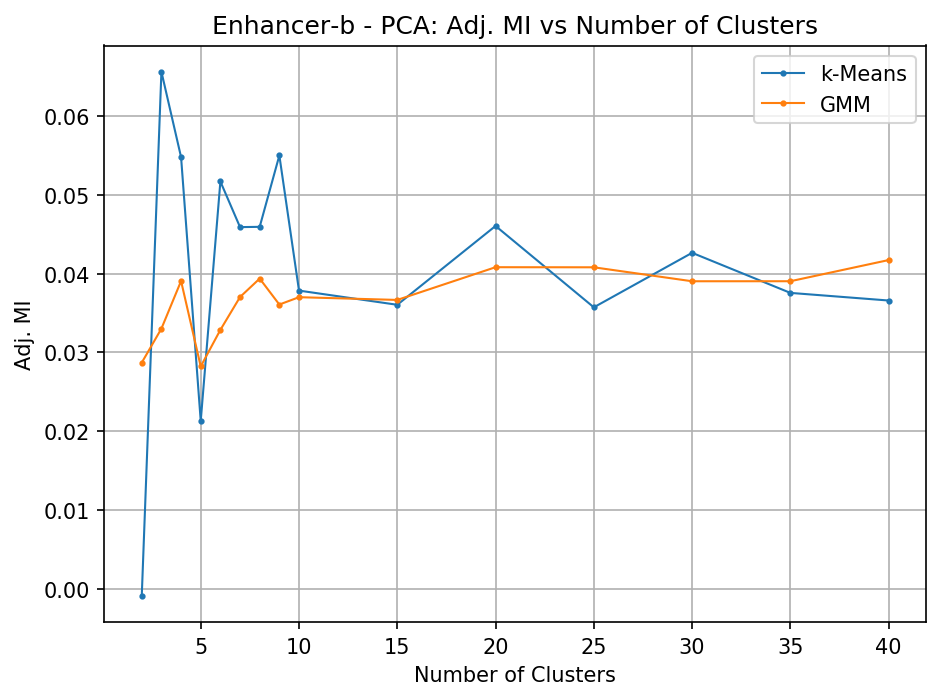 Enhancer-b - PCA: Adj. MI vs Number of Clusters
k-Means
GMM
Adj. MI
0.06
0.05
0.04
0.03
0.02
0.01
0.00
5 10 15 20 25 30 35 40
Number of Clusters